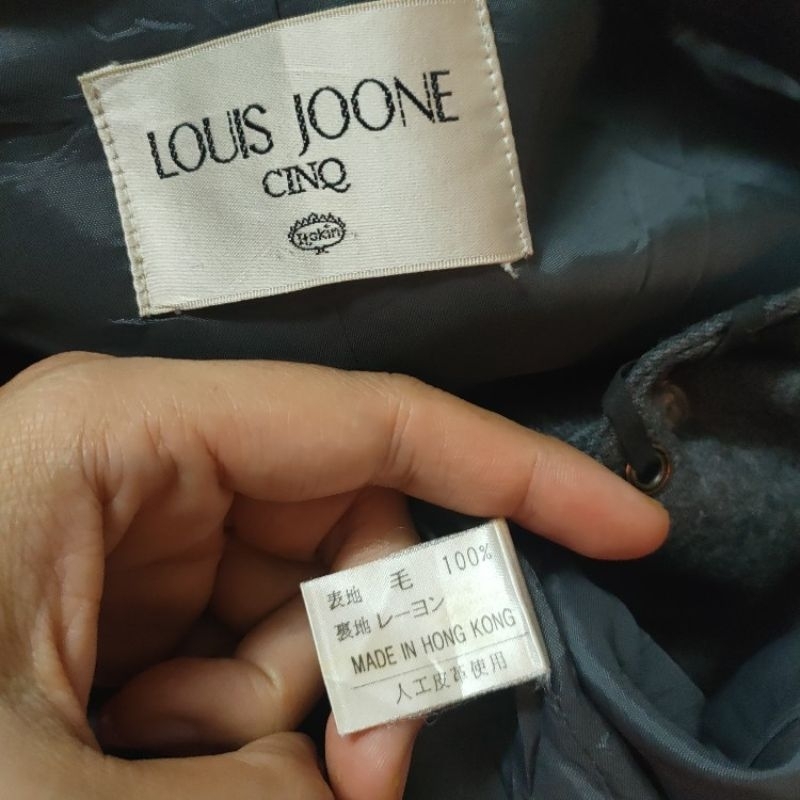 LOUIS JOONE
CINQ
Itokin
表地 毛 100%
裏地 レーヨン
MADE IN HONG KONG
人工皮革使用